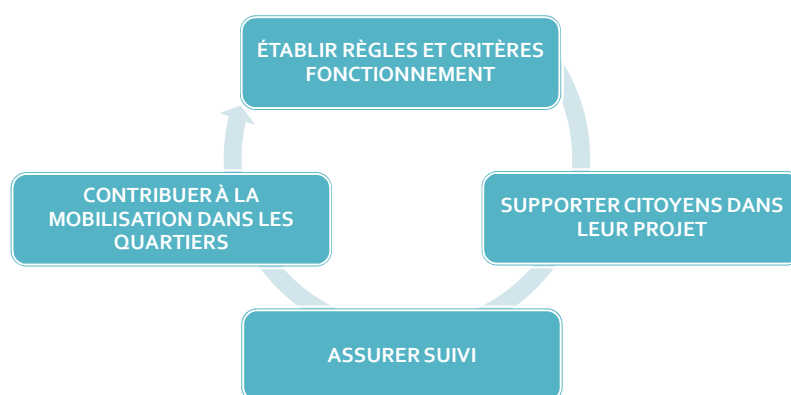 ÉTABLIR RÈGLES ET CRITÈRES
FONCTIONNEMENT
SUPPORTER CITOYENS DANS
LEUR PROJET
ASSURER SUIVI
CONTRIBUER À LA
MOBILISATION DANS LES
QUARTIERS